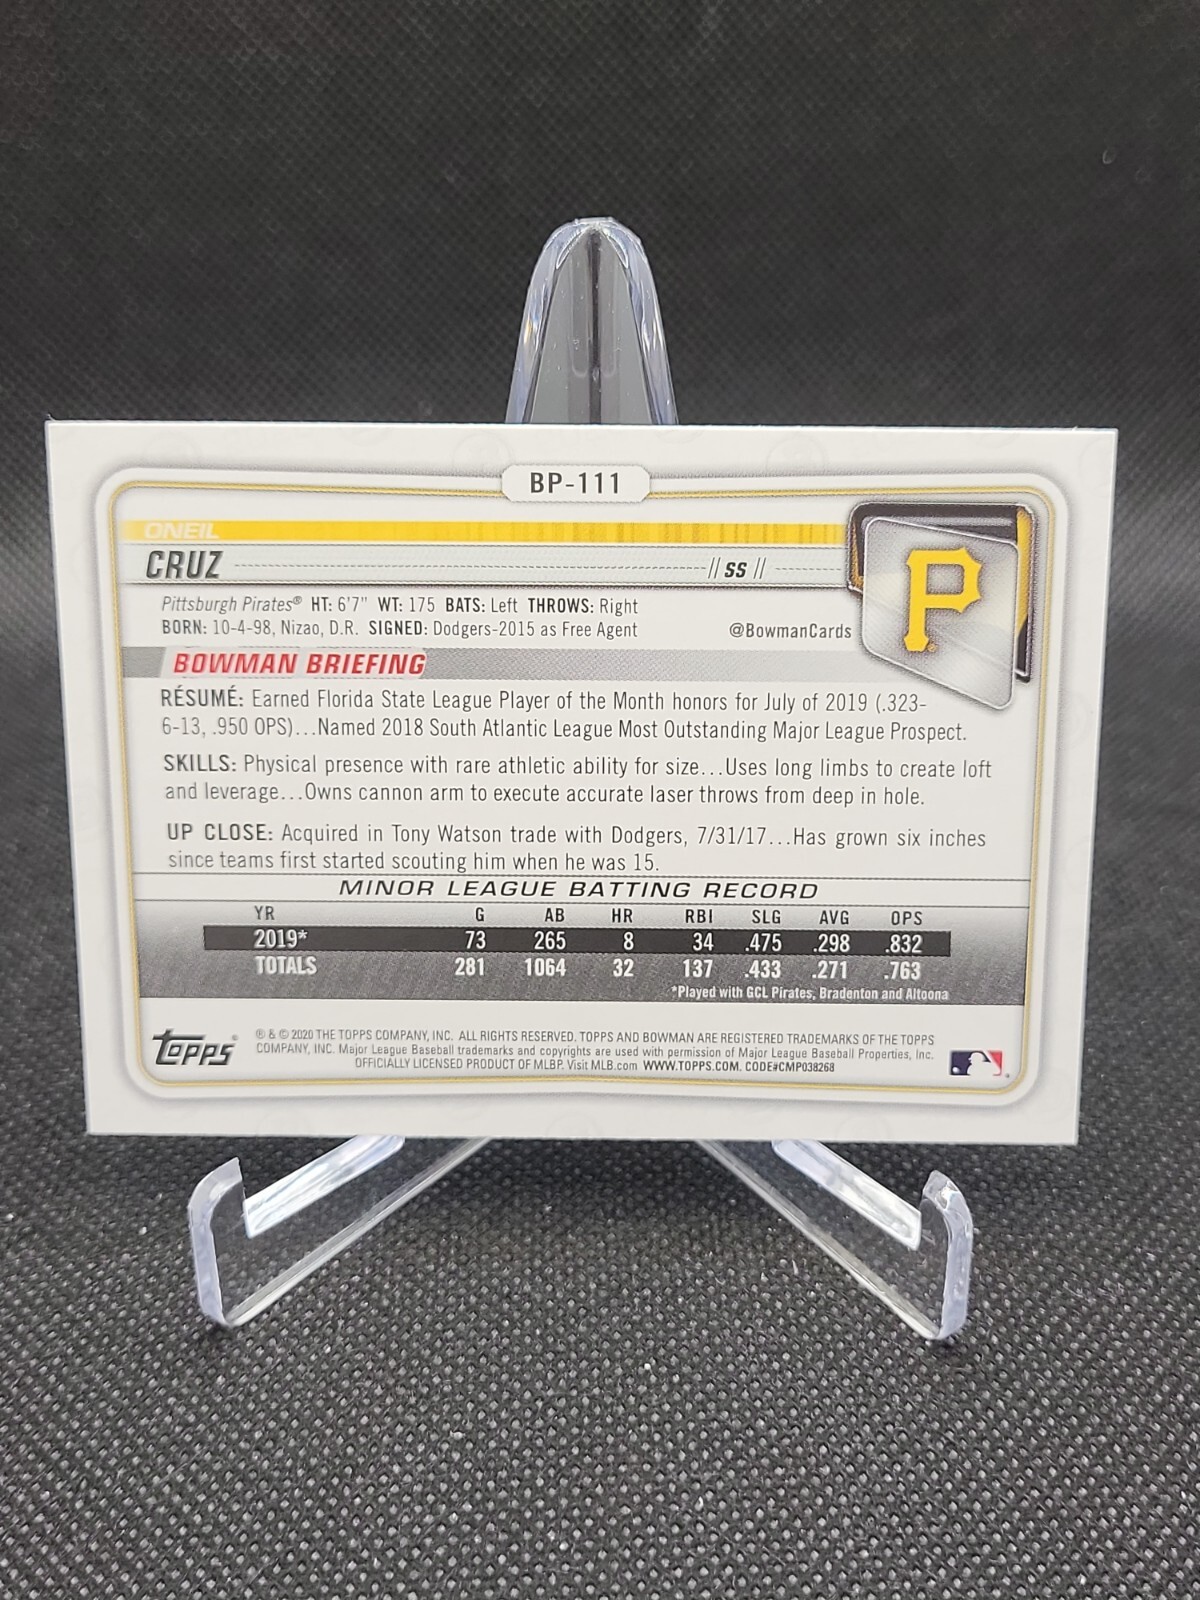 BP-111
ONEIL
CRUZ // SS //
P
Pittsburgh Pirates® HT: 6'7" WT: 175 BATS: Left THROWS: Right
BORN: 10-4-98, Nizao, D.R. SIGNED: Dodgers-2015 as Free Agent @BowmanCards
BOWMAN BRIEFING
RÉSUMÉ: Earned Florida State League Player of the Month honors for July of 2019 (.323-
6-13, .950 OPS)...Named 2018 South Atlantic League Most Outstanding Major League Prospect.
SKILLS: Physical presence with rare athletic ability for size...Uses long limbs to create loft
and leverage...Owns cannon arm to execute accurate laser throws from deep in hole.
UP CLOSE: Acquired in Tony Watson trade with Dodgers, 7/31/17...Has grown six inches
since teams first started scouting him when he was 15.
MINOR LEAGUE BATTING RECORD
YR G AB HR RBI SLG AVG OPS
2019* 73 265 8 34 .475 .298 .832
TOTALS 281 1064 32 137 .433 .271 .763
*Played with GCL Pirates, Bradenton and Altoona
Topps®
® & © 2020 THE TOPPS COMPANY, INC. ALL RIGHTS RESERVED. TOPPS AND BOWMAN ARE REGISTERED TRADEMARKS OF THE TOPPS
COMPANY, INC. Major League Baseball trademarks and copyrights are used with permission of Major League Baseball Properties, Inc.
OFFICIALLY LICENSED PRODUCT OF MLBP. Visit MLB.com WWW.TOPPS.COM. CODE#CMP038268